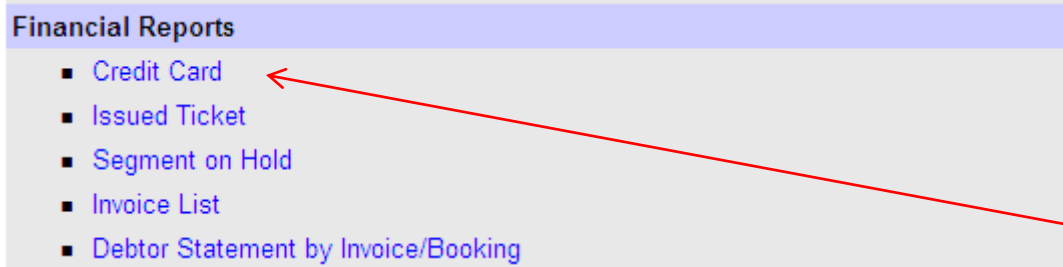 Financial Reports
Credit Card
Issued Ticket
Segment on Hold
Invoice List
Debtor Statement by Invoice/Booking